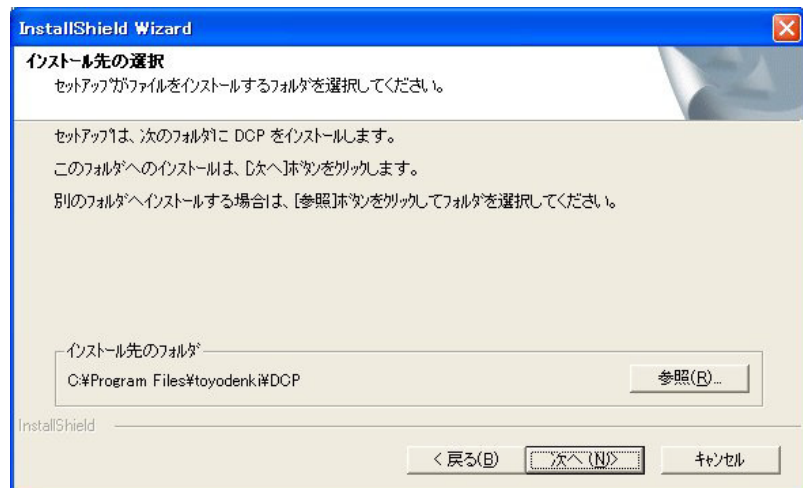 InstallShield Wizard
インストール先の選択
セットアップがファイルをインストールするフォルダを選択してください。
セットアップは、次のフォルダに DCP をインストールします。
このフォルダへのインストールは、[次へ]ボタンをクリックします。
別のフォルダへインストールする場合は、[参照]ボタンをクリックしてフォルダを選択してください。
インストール先のフォルダ
C:¥Program Files¥toyodenki¥DCP
参照(R)...
InstallShield
< 戻る(B)
次へ(N)>
キャンセル